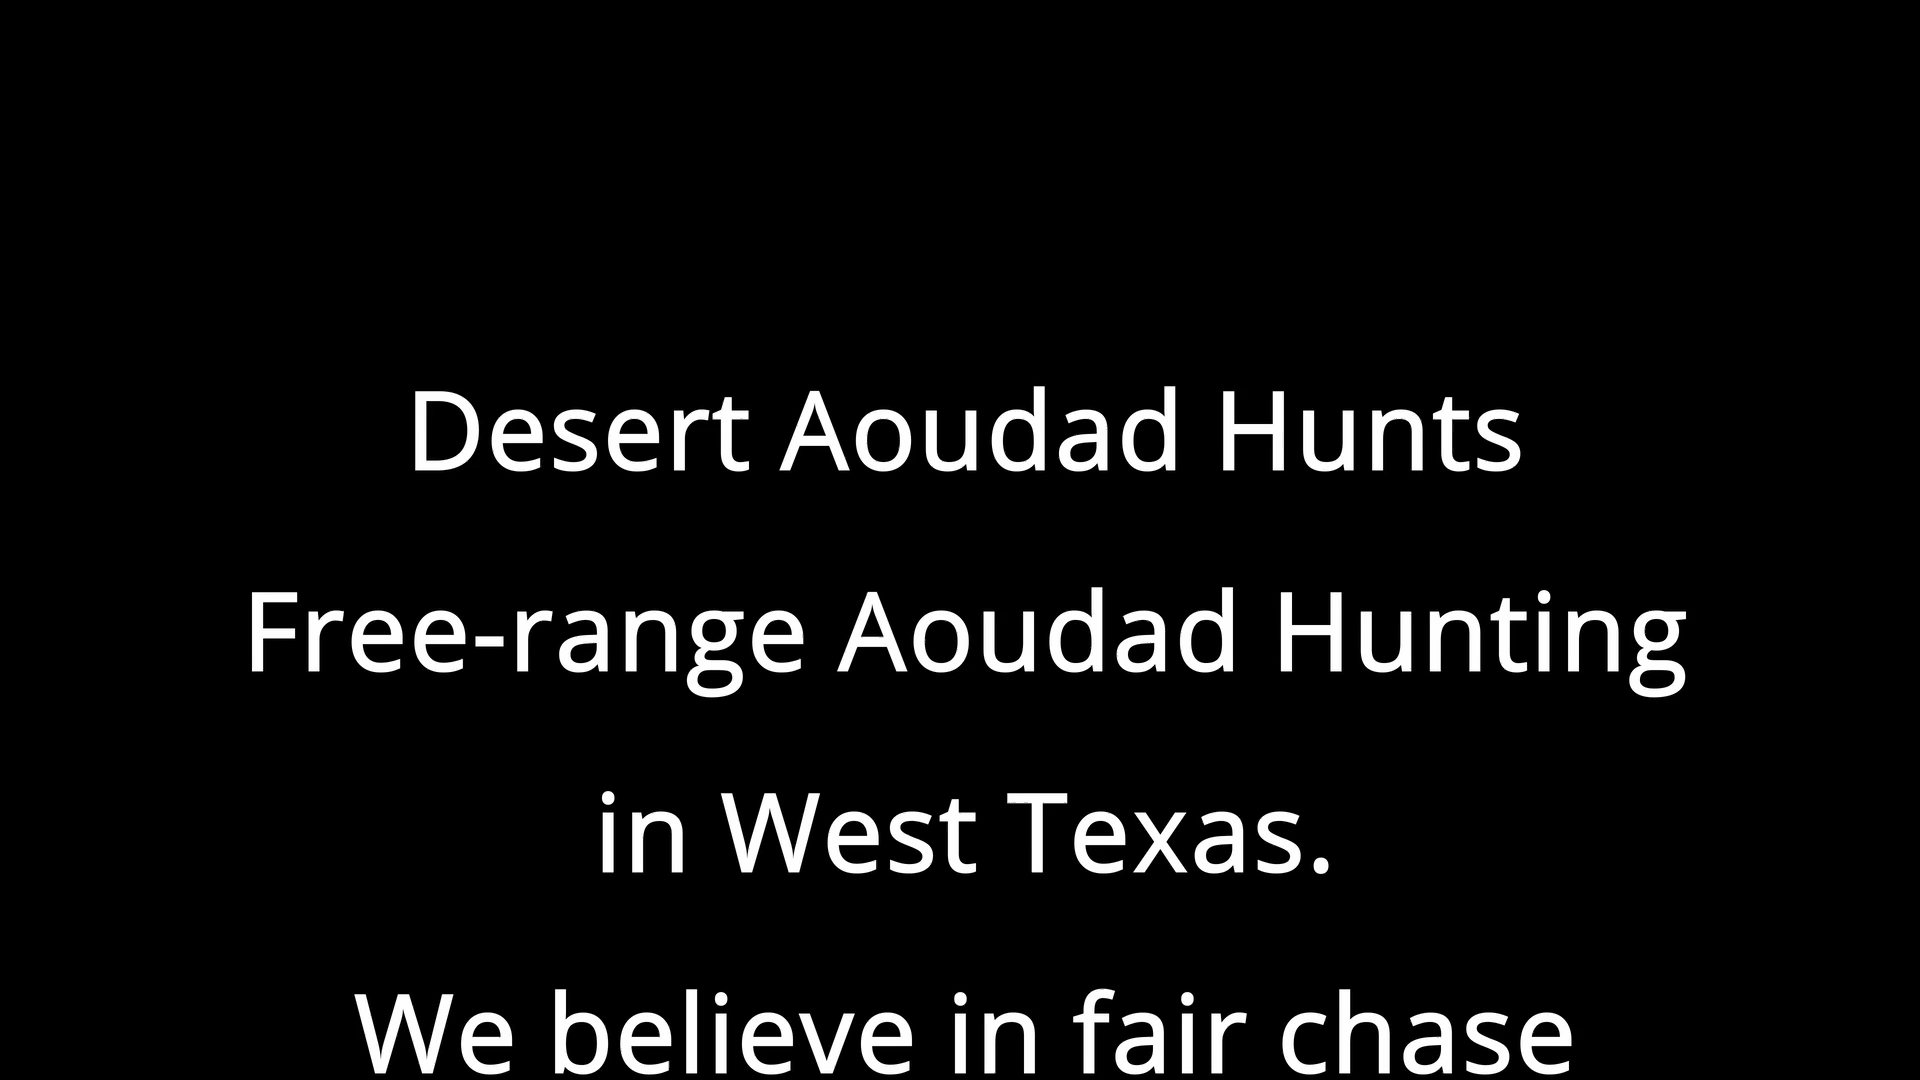 Desert Aoudad Hunts
Free-range Aoudad Hunting
in West Texas.
We believe in fair chase